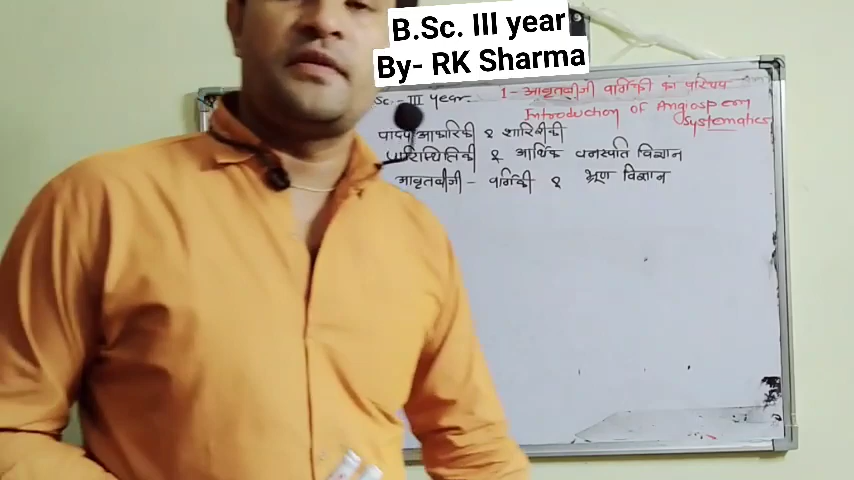 B.Sc. III year
By- RK Sharma
Sc.- III Year. 1- आवृतबीजी वर्गिकी का परिचय
Introduction of Angiosperm
Systematics
पादप आकारिकी & शारिरीकी
पारिस्थितिकी & आर्थिक वनस्पति विज्ञान
आवृतबीजी - वर्गिकी & भ्रूण विज्ञान